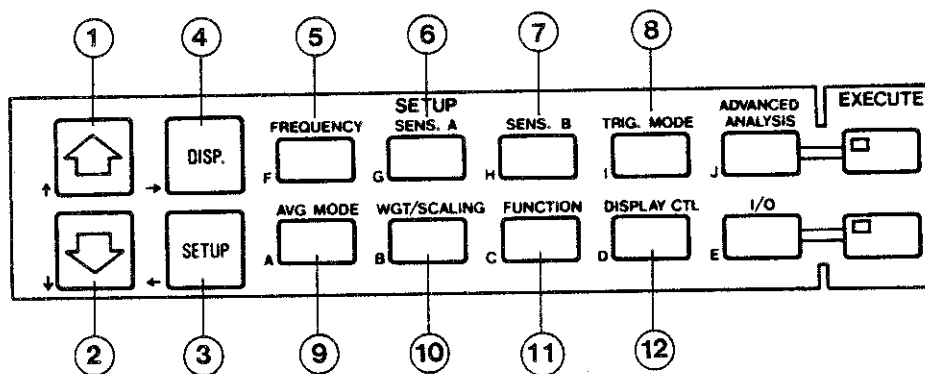 1 4 5 6 7 8
SETUP
FREQUENCY SENS. A SENS. B TRIG. MODE ADVANCED ANALYSIS EXECUTE
DISP.
↑ → F G H I J
AVG MODE WGT/SCALING FUNCTION DISPLAY CTL I/O
SETUP
↓ ← A B C D E
2 3 9 10 11 12